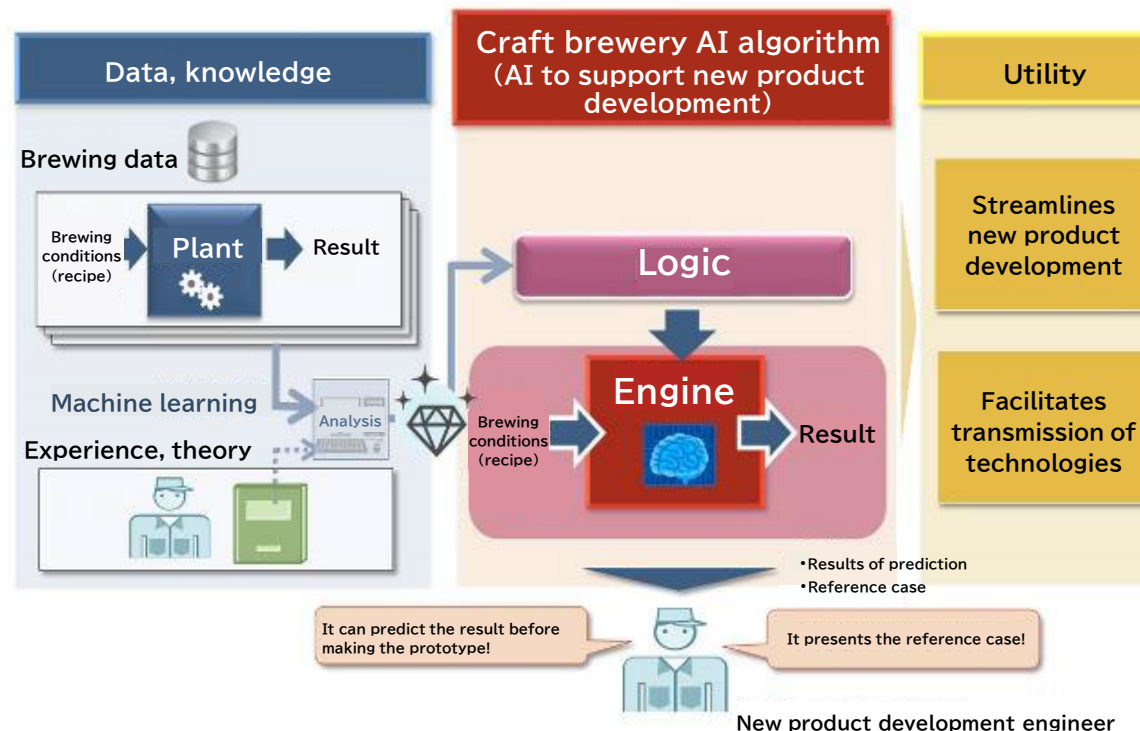 Data, knowledge
Brewing data
Brewing
conditions
(recipe)
Plant
Result
Machine learning
Analysis
Experience, theory
Craft brewery AI algorithm
(AI to support new product
development)
Logic
Brewing
conditions
(recipe)
Engine
Result
•Results of prediction
•Reference case
It can predict the result before
making the prototype!
It presents the reference case!
New product development engineer
Utility
Streamlines
new product
development
Facilitates
transmission of
technologies